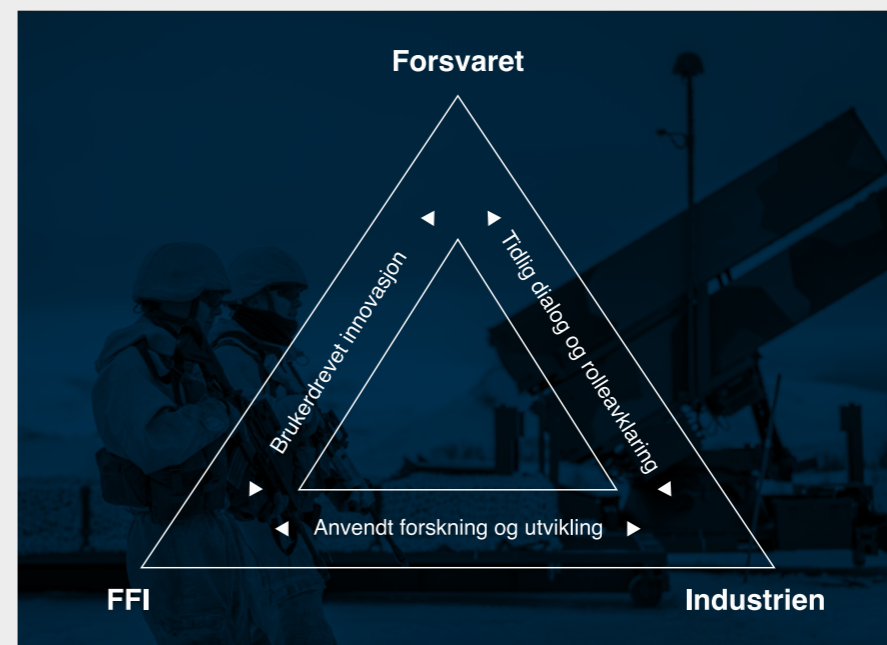 Forsvaret
Brukerdrevet innovasjon
Tidlig dialog og rolleavklaring
Anvendt forskning og utvikling
FFI
Industrien